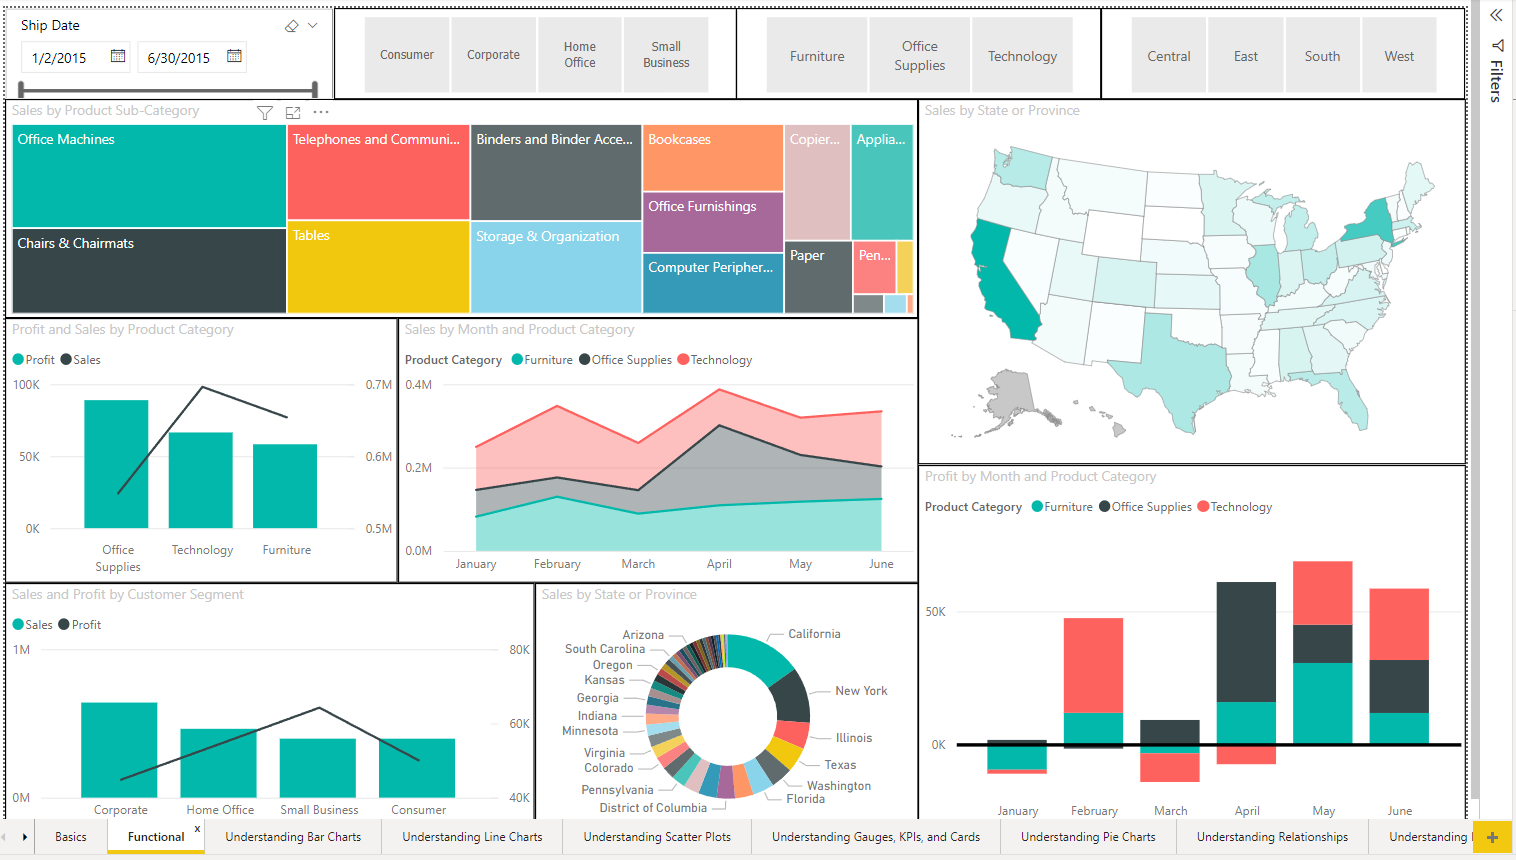 Ship Date
1/2/2015
6/30/2015
Consumer
Corporate
Home
Office
Small
Business
Furniture
Office
Supplies
Technology
Central
East
South
West
Filters
Sales by Product Sub-Category
Office Machines
Chairs & Chairmats
Telephones and Communi...
Tables
Binders and Binder Acce...
Storage & Organization
Bookcases
Office Furnishings
Computer Peripher...
Copier...
Applia...
Paper
Pen...
Sales by State or Province
Profit and Sales by Product Category
Profit Sales
100K
50K
0K
0.7M
0.6M
0.5M
Office
Supplies
Technology
Furniture
Sales by Month and Product Category
Product Category Furniture Office Supplies Technology
0.4M
0.2M
0.0M
January February March April May June
Profit by Month and Product Category
Product Category Furniture Office Supplies Technology
50K
0K
January February March April May June
Sales and Profit by Customer Segment
Sales Profit
1M
0M
80K
60K
40K
Corporate Home Office Small Business Consumer
Sales by State or Province
California
New York
Illinois
Texas
Washington
Florida
District of Columbia
Pennsylvania
Colorado
Virginia
Minnesota
Indiana
Georgia
Kansas
Oregon
South Carolina
Arizona
Basics
Functional x
Understanding Bar Charts
Understanding Line Charts
Understanding Scatter Plots
Understanding Gauges, KPIs, and Cards
Understanding Pie Charts
Understanding Relationships
Understanding
+